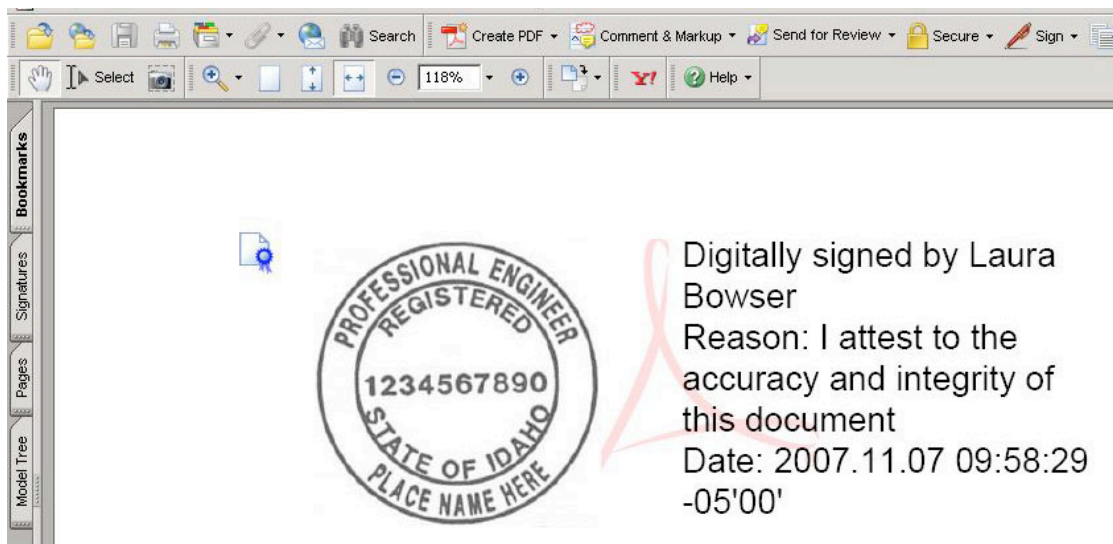 Search Create PDF Comment & Markup Send for Review Secure Sign
Select 118% Y! Help
Bookmarks
Signatures
Pages
Model Tree
PROFESSIONAL ENGINEER
REGISTERED
1234567890
STATE OF IDAHO
PLACE NAME HERE
Digitally signed by Laura
Bowser
Reason: I attest to the
accuracy and integrity of
this document
Date: 2007.11.07 09:58:29
-05'00'